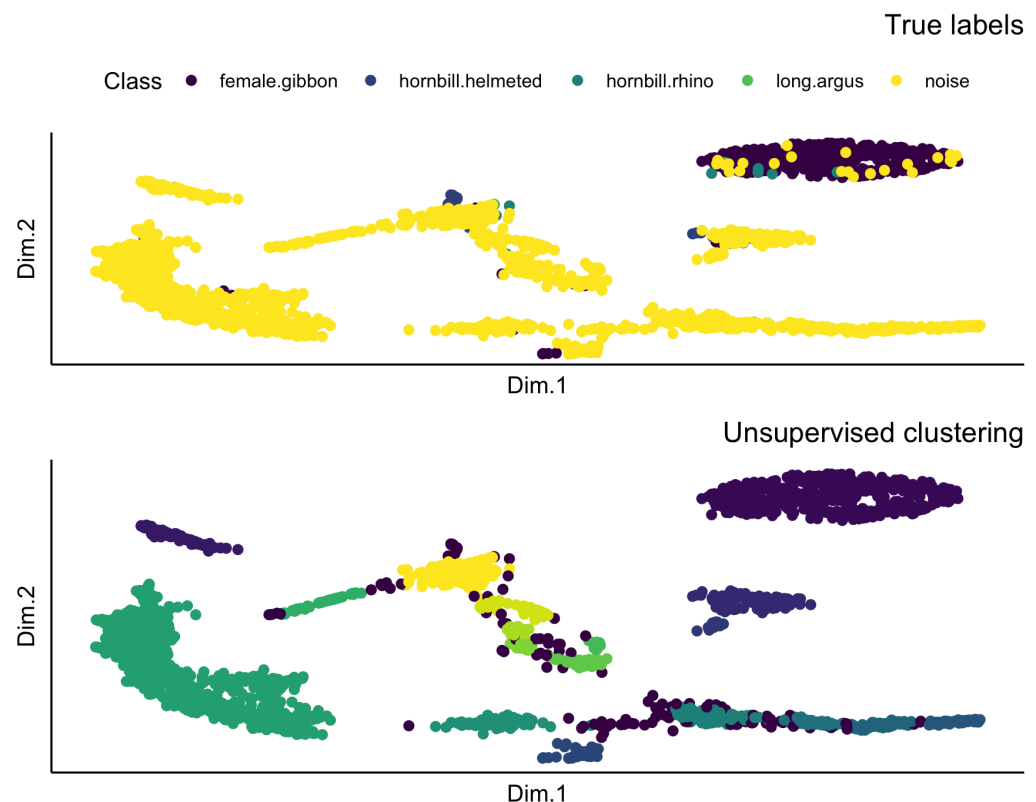 True labels
Class female.gibbon hornbill.helmeted hornbill.rhino long.argus noise
Dim.2
Dim.1
Unsupervised clustering
Dim.2
Dim.1